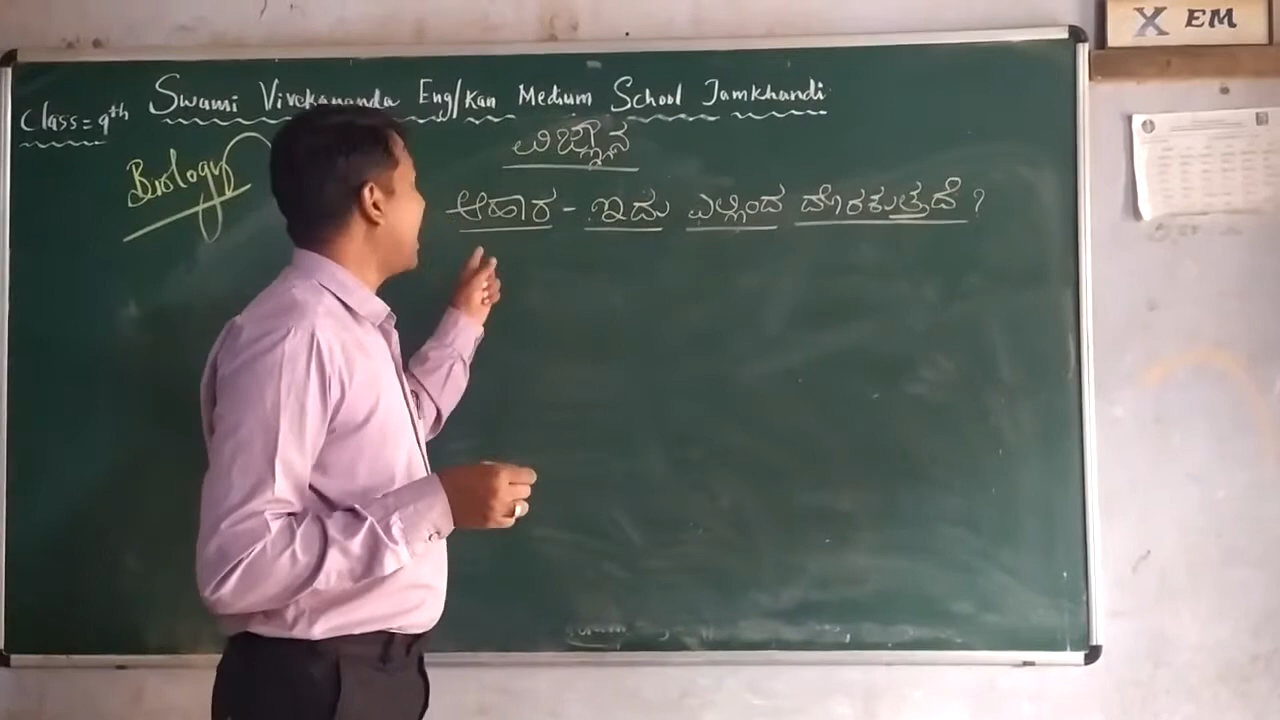 X EM
Swami Vivekananda Eng/Kan Medium School Jamkhandi
Class = 9th
ವಿಜ್ಞಾನ
Biology
ಆಹಾರ - ಇದು ಎಲ್ಲಿಂದ ದೊರಕುತ್ತದೆ ?